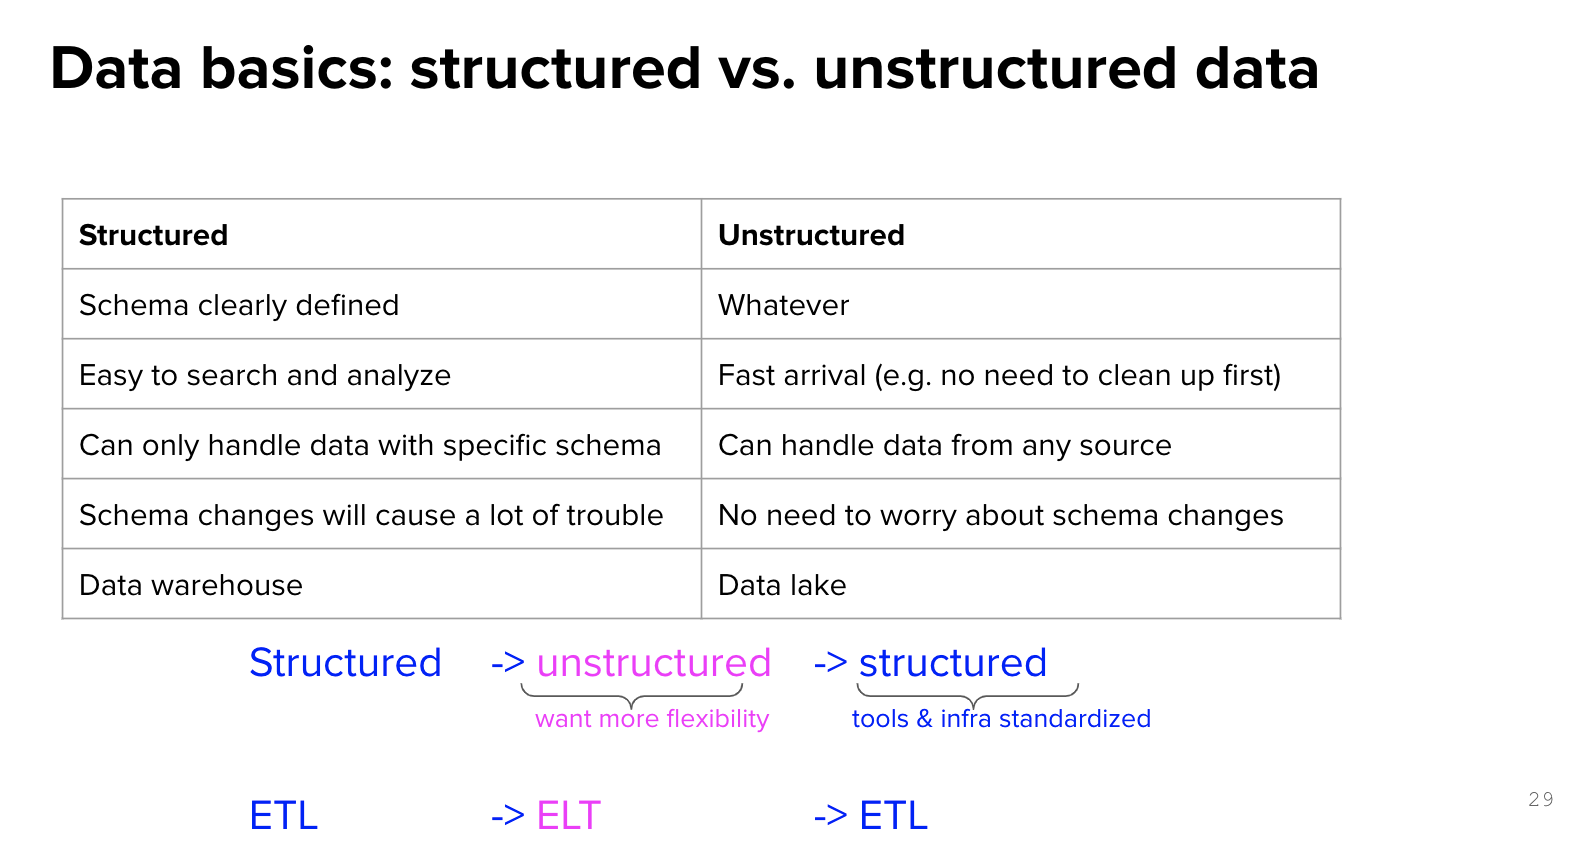 Data basics: structured vs. unstructured data
Structured Unstructured
Schema clearly defined Whatever
Easy to search and analyze Fast arrival (e.g. no need to clean up first)
Can only handle data with specific schema Can handle data from any source
Schema changes will cause a lot of trouble No need to worry about schema changes
Data warehouse Data lake
Structured -> unstructured -> structured
want more flexibility tools & infra standardized
ETL -> ELT -> ETL
29